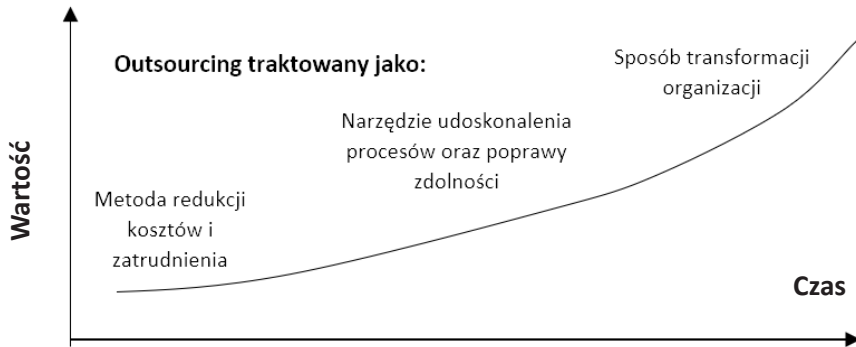 Outsourcing traktowany jako:
Sposób transformacji
organizacji
Narzędzie udoskonalenia
procesów oraz poprawy
zdolności
Metoda redukcji
kosztów i
zatrudnienia
Wartość
Czas